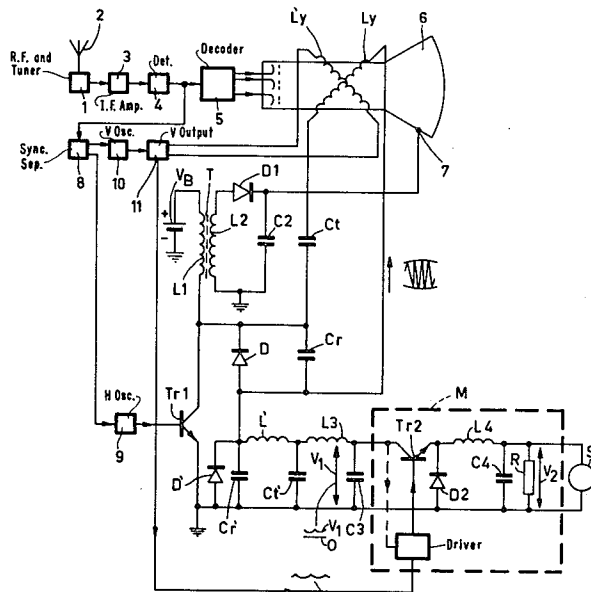 2
R.F. and Tuner
1
3
I.F. Amp.
Det.
4
Decoder
5
L'y
Ly
6
7
Sync. Sep.
8
V Osc.
10
V Output
11
VB
+
-
T
D1
L1
L2
C2
Ct
D
Cr
Tr1
H Osc.
9
L'
L3
D'
Cr'
Ct'
V1
C3
V1
O
M
Tr2
L4
D2
C4
R
V2
S
Driver